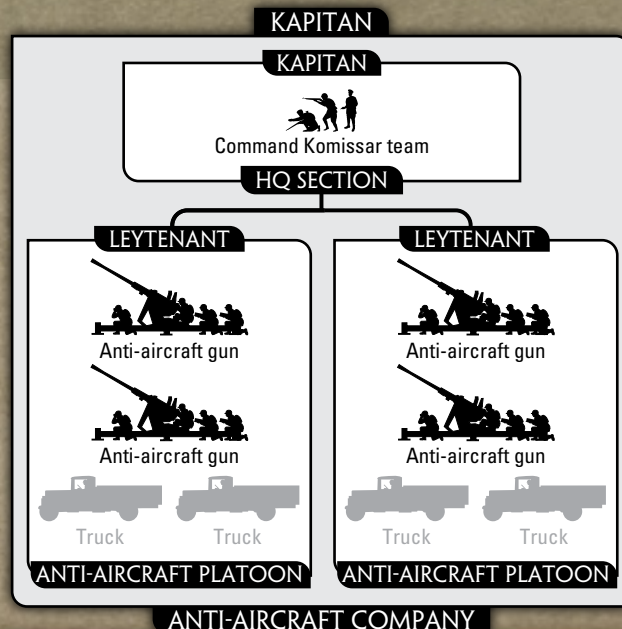 KAPITAN
KAPITAN
Command Komissar team
HQ SECTION
LEYTENANT
Anti-aircraft gun
Anti-aircraft gun
Truck Truck
ANTI-AIRCRAFT PLATOON
LEYTENANT
Anti-aircraft gun
Anti-aircraft gun
Truck Truck
ANTI-AIRCRAFT PLATOON
ANTI-AIRCRAFT COMPANY